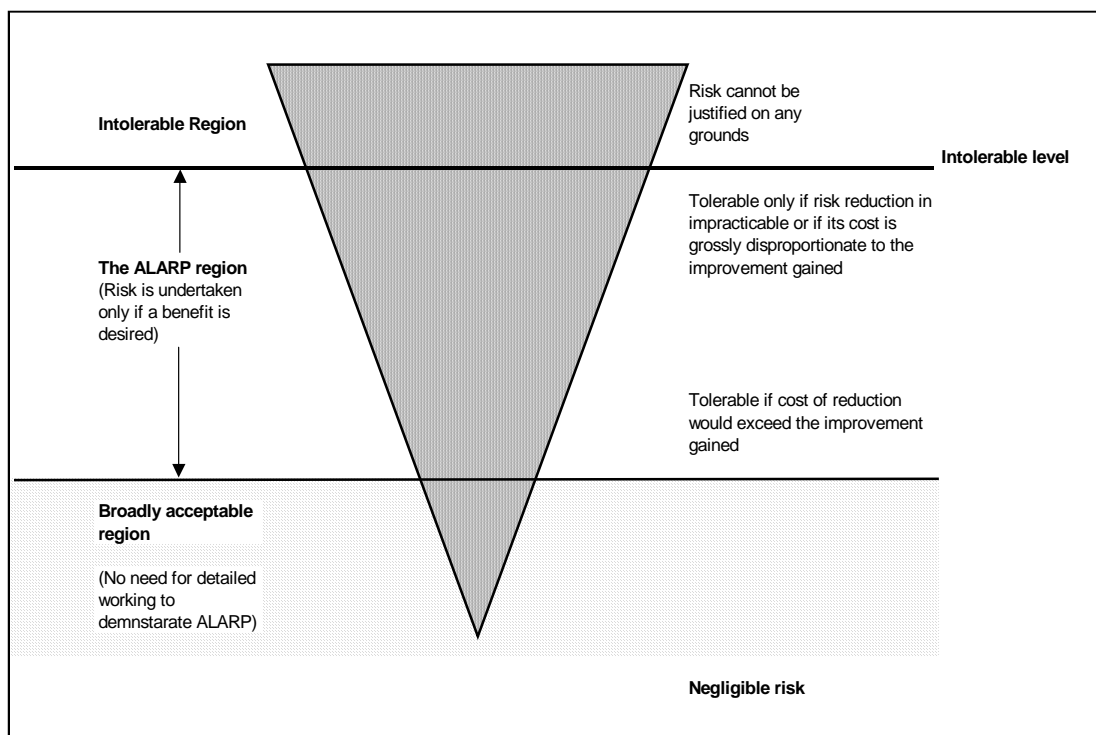 Intolerable Region
Risk cannot be
justified on any
grounds
Intolerable level
The ALARP region
(Risk is undertaken
only if a benefit is
desired)
Tolerable only if risk reduction in
impracticable or if its cost is
grossly disproportionate to the
improvement gained
Tolerable if cost of reduction
would exceed the improvement
gained
Broadly acceptable
region
(No need for detailed
working to
demnstarate ALARP)
Negligible risk